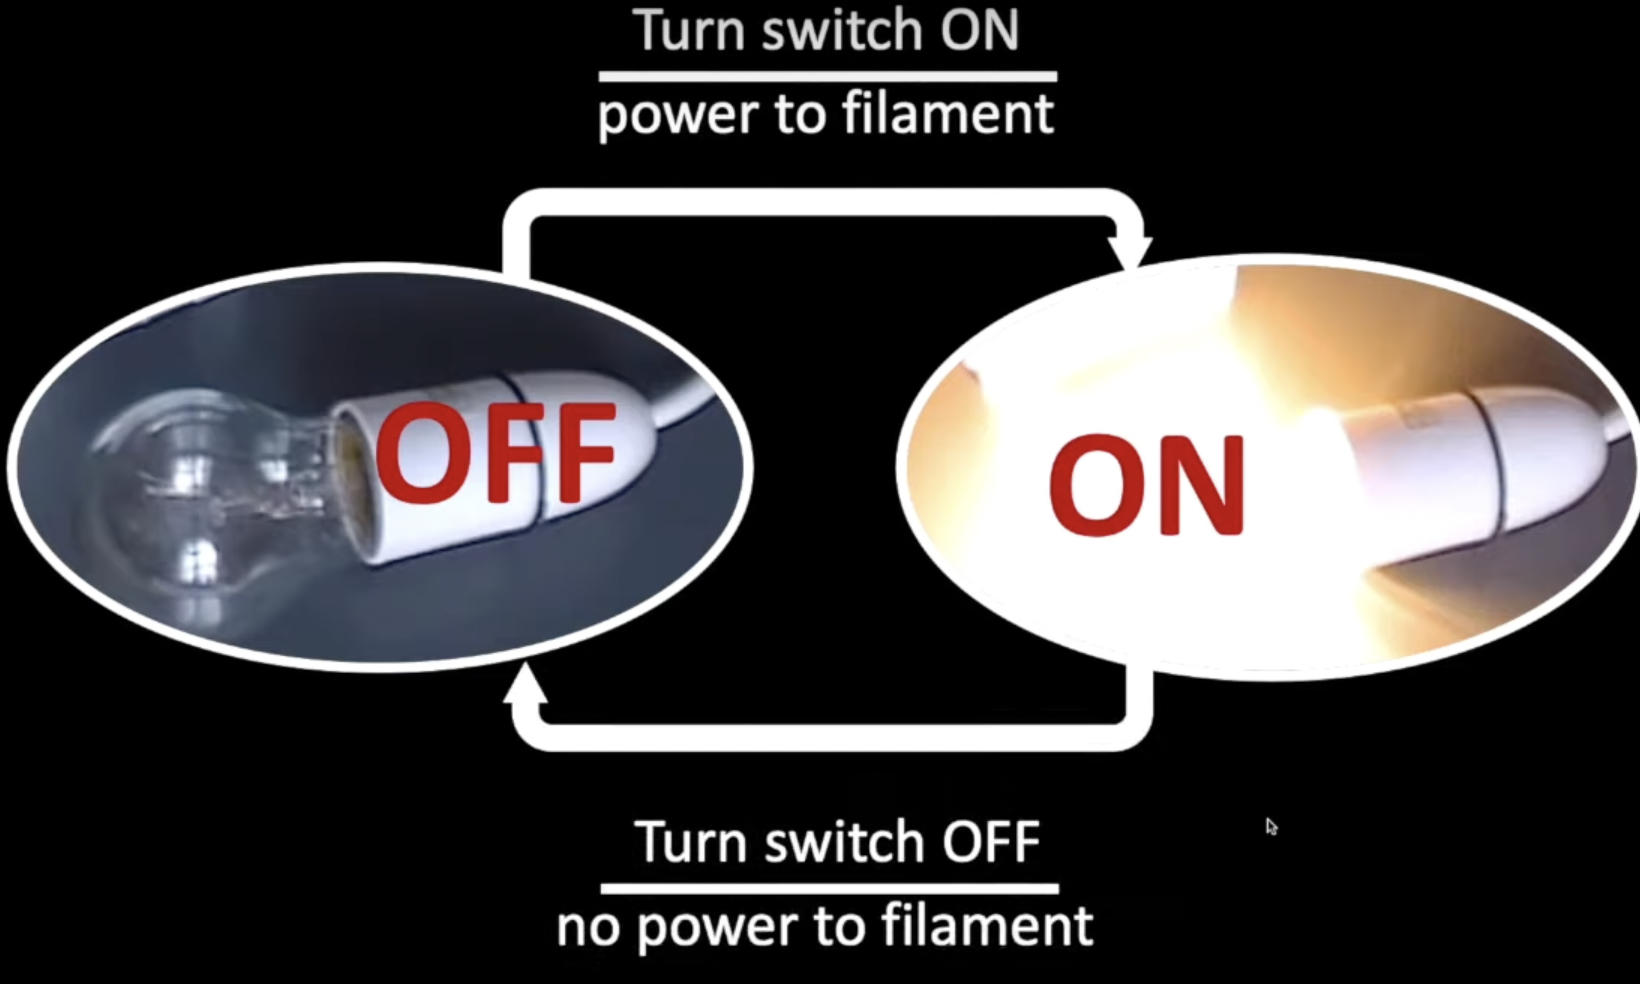 Turn switch ON
power to filament
OFF
ON
Turn switch OFF
no power to filament